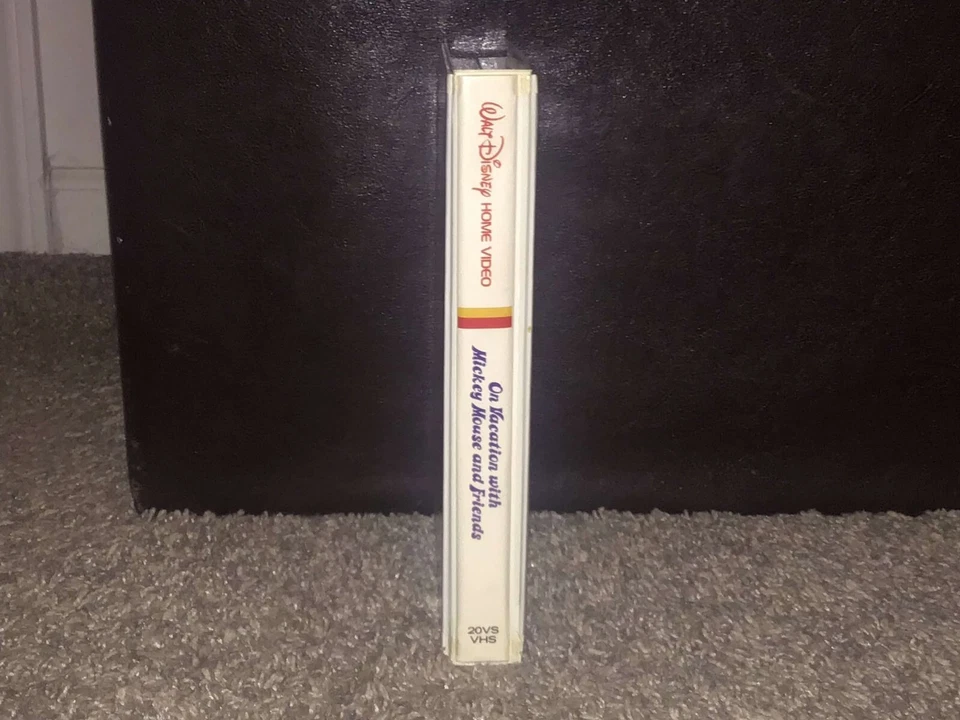 Walt Disney HOME VIDEO
On Vacation with
Mickey Mouse and Friends
20VS
VHS